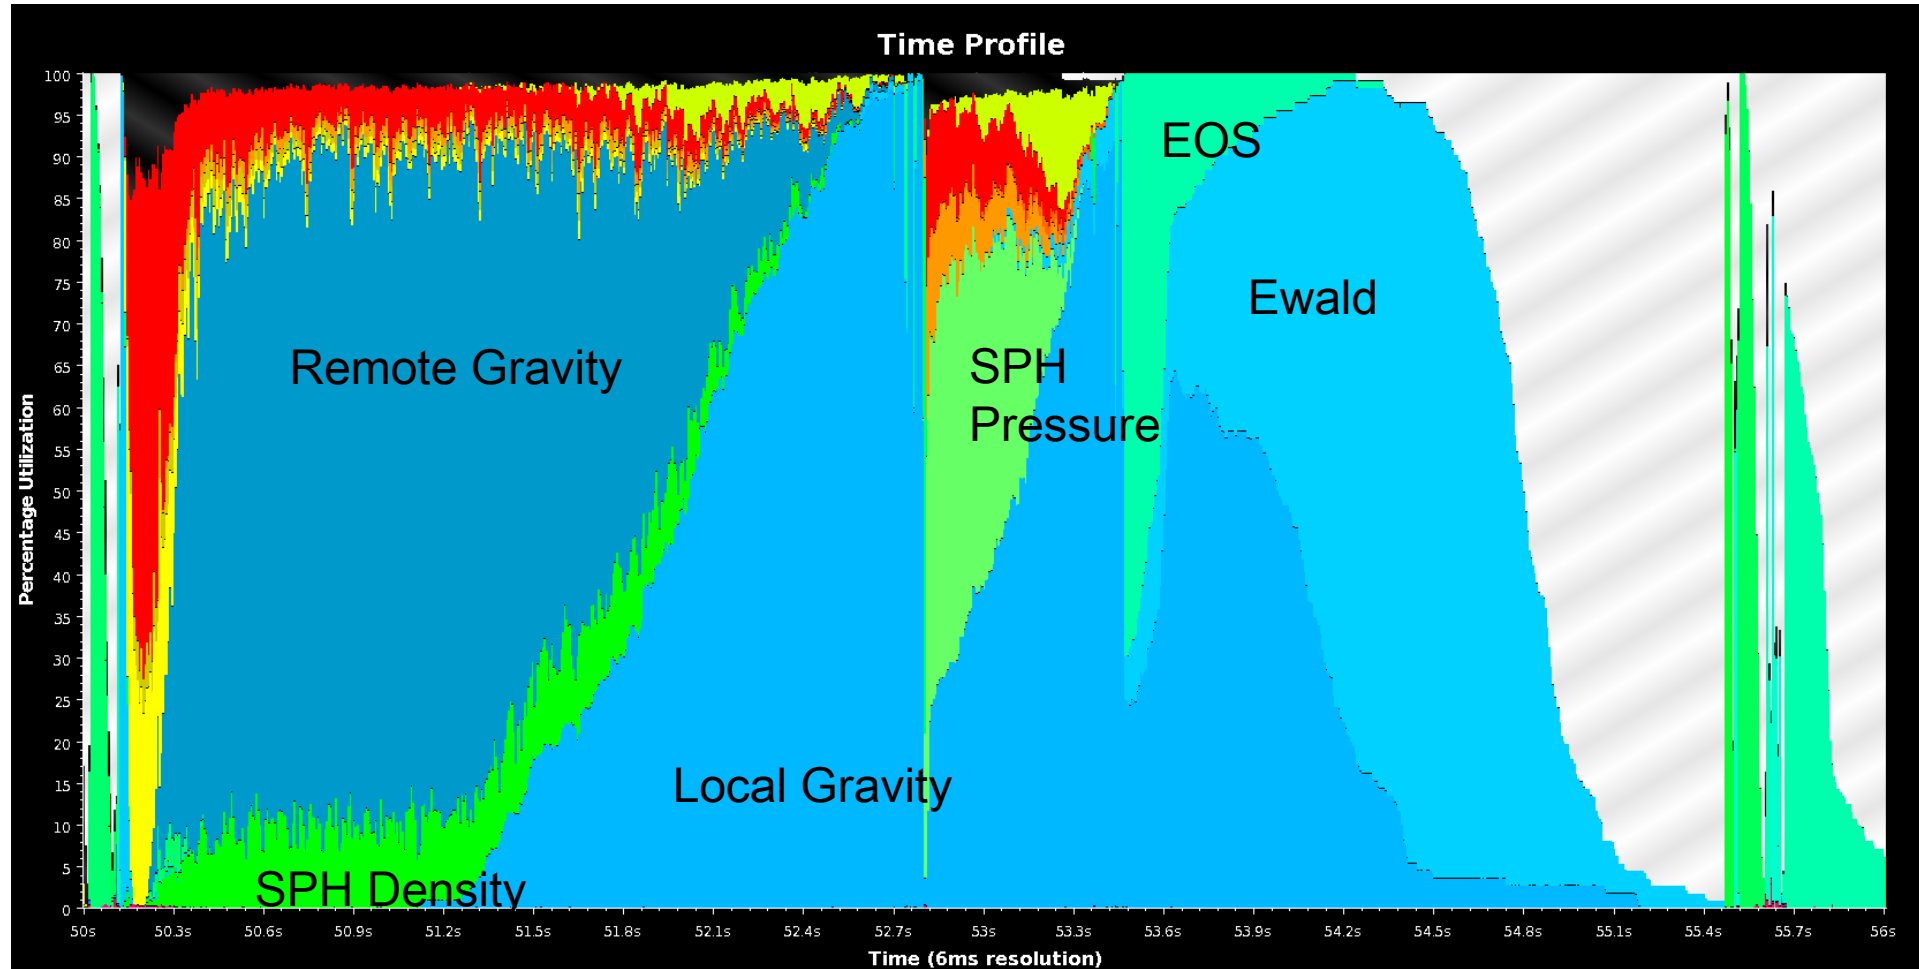 Time Profile
100
95
90
85
80
75
70
65
60
55
50
45
40
35
30
25
20
15
10
5
0
Percentage Utilization
EOS
Ewald
Remote Gravity
SPH
Pressure
Local Gravity
SPH Density
50s 50.3s 50.6s 50.9s 51.2s 51.5s 51.8s 52.1s 52.4s 52.7s 53s 53.3s 53.6s 53.9s 54.2s 54.5s 54.8s 55.1s 55.4s 55.7s 56s
Time (6ms resolution)